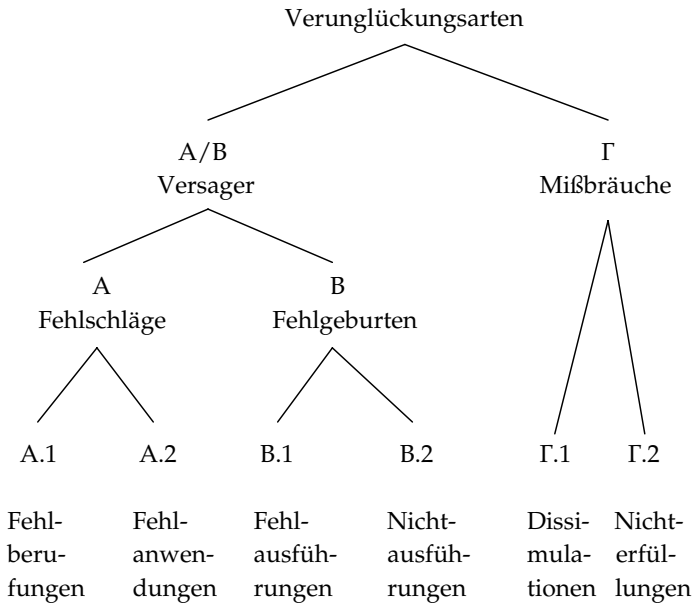 Verunglückungsarten
A/B Γ
Versager Mißbräuche
A B
Fehlschläge Fehlgeburten
A.1 A.2 B.1 B.2 Γ.1 Γ.2
Fehl- Fehl- Fehl- Nicht- Dissi- Nicht-
beru- anwen- ausfüh- ausfüh- mula- erfül-
fungen dungen rungen rungen tionen lungen